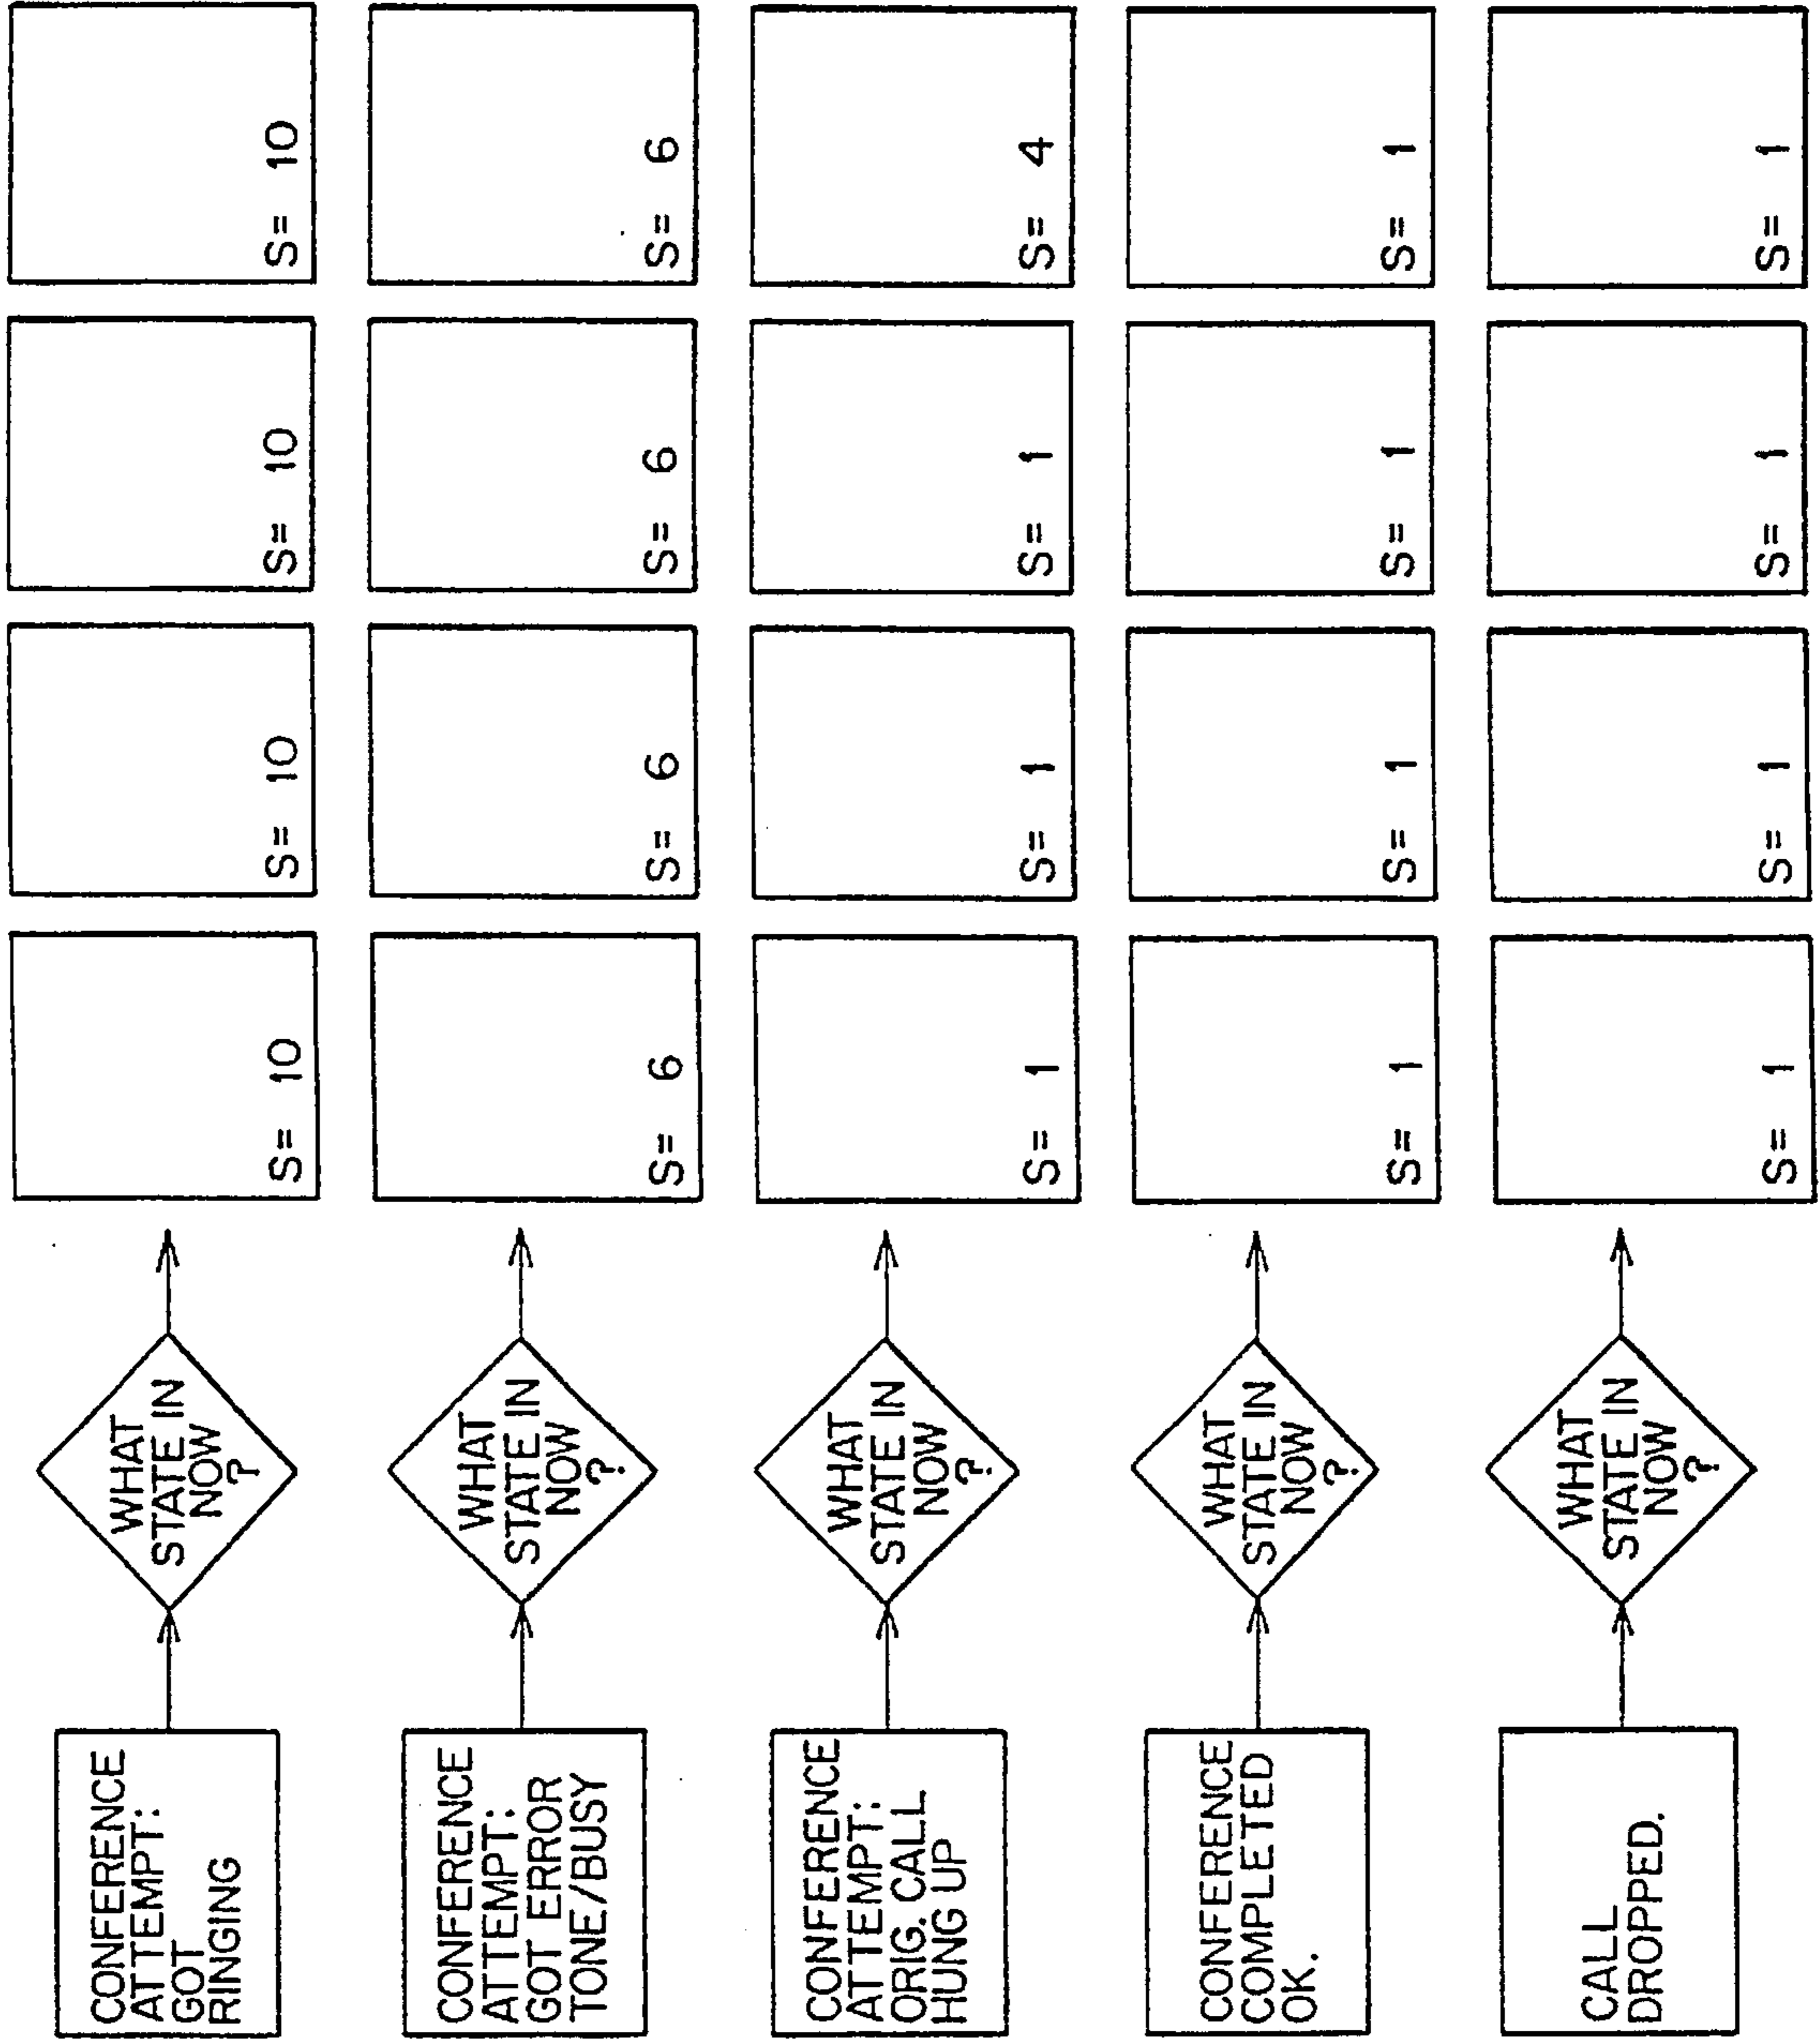 CONFERENCE
ATTEMPT:
GOT
RINGING
WHAT
STATE IN
NOW
?
S= 10
S= 10
S= 10
S= 10
CONFERENCE
ATTEMPT:
GOT ERROR
TONE/BUSY
WHAT
STATE IN
NOW
?
S= 6
S= 6
S= 6
S= 6
CONFERENCE
ATTEMPT:
ORIG. CALL
HUNG UP
WHAT
STATE IN
NOW
?
S= 1
S= 1
S= 1
S= 4
CONFERENCE
COMPLETED
OK.
WHAT
STATE IN
NOW
?
S= 1
S= 1
S= 1
S= 1
CALL
DROPPED.
WHAT
STATE IN
NOW
?
S= 1
S= 1
S= 1
S= 1